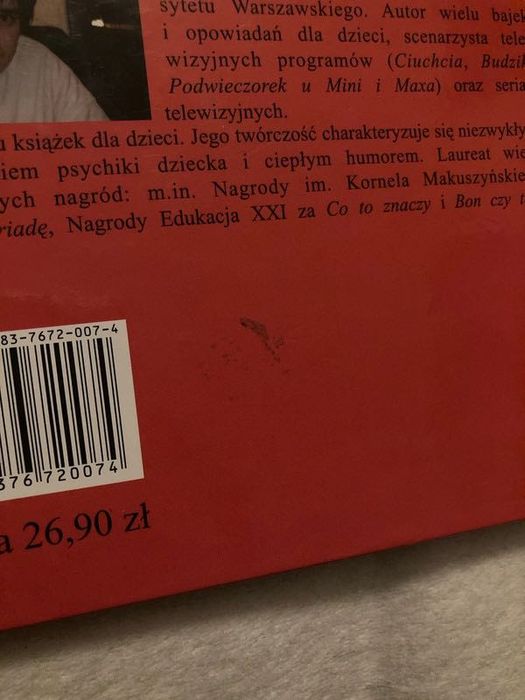 sytetu Warszawskiego. Autor wielu bajek
i opowiadań dla dzieci, scenarzysta tele
wizyjnych programów (Ciuchcia, Budzik
Podwieczorek u Mini i Maxa) oraz seria
telewizyjnych.
u książek dla dzieci. Jego twórczość charakteryzuje się niezwykły
iem psychiki dziecka i ciepłym humorem. Laureat wie
ych nagród: m.in. Nagrody im. Kornela Makuszyńskie
riadę, Nagrody Edukacja XXI za Co to znaczy i Bon czy t
83-7672-007-4
376720074
a 26,90 zł